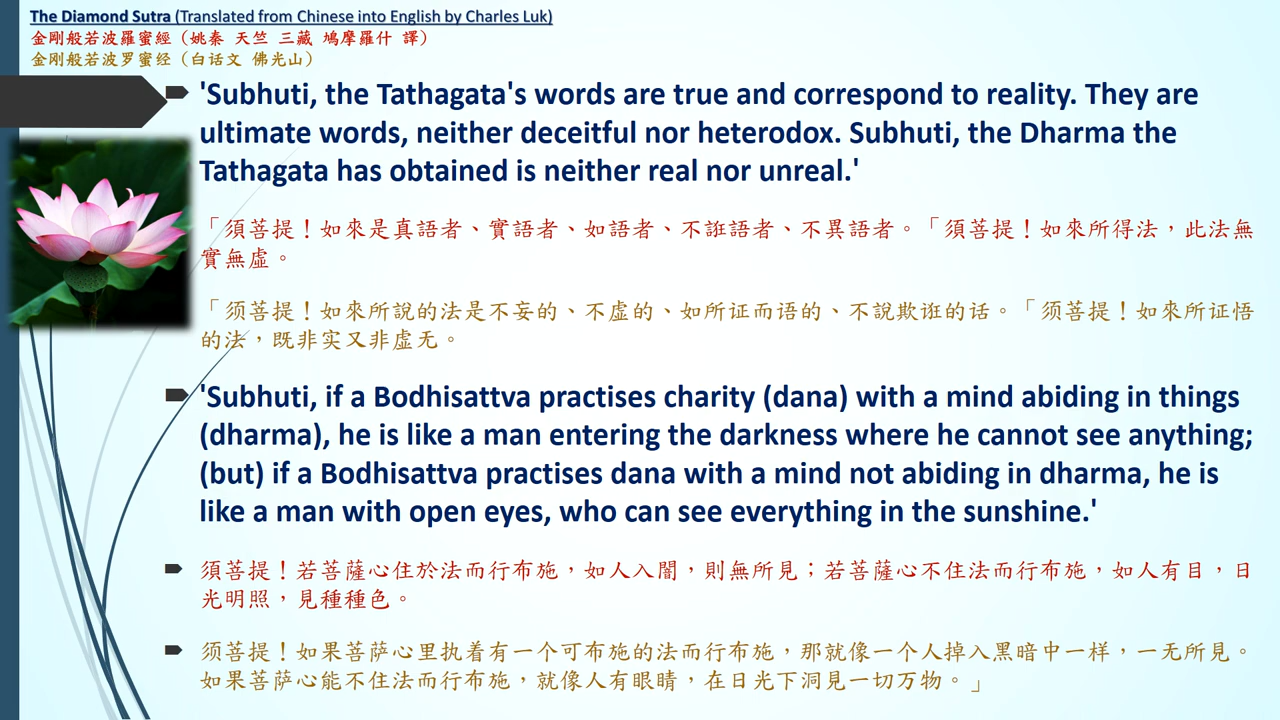 The Diamond Sutra (Translated from Chinese into English by Charles Luk)
金剛般若波羅蜜經（姚秦 天竺 三藏 鳩摩羅什 譯）
金刚般若波罗蜜经（白话文 佛光山）
'Subhuti, the Tathagata's words are true and correspond to reality. They are
ultimate words, neither deceitful nor heterodox. Subhuti, the Dharma the
Tathagata has obtained is neither real nor unreal.'
「須菩提！如來是真語者、實語者、如語者、不誑語者、不異語者。「須菩提！如來所得法，此法無
實無虛。
「须菩提！如來所說的法是不妄的、不虚的、如所证而语的、不說欺诳的话。「须菩提！如來所证悟
的法，既非实又非虚无。
'Subhuti, if a Bodhisattva practises charity (dana) with a mind abiding in things
(dharma), he is like a man entering the darkness where he cannot see anything;
(but) if a Bodhisattva practises dana with a mind not abiding in dharma, he is
like a man with open eyes, who can see everything in the sunshine.'
須菩提！若菩薩心住於法而行布施，如人入闇，則無所見；若菩薩心不住法而行布施，如人有目，日
光明照，見種種色。
须菩提！如果菩萨心里执着有一个可布施的法而行布施，那就像一个人掉入黑暗中一样，一无所见。
如果菩萨心能不住法而行布施，就像人有眼睛，在日光下洞見一切万物。」